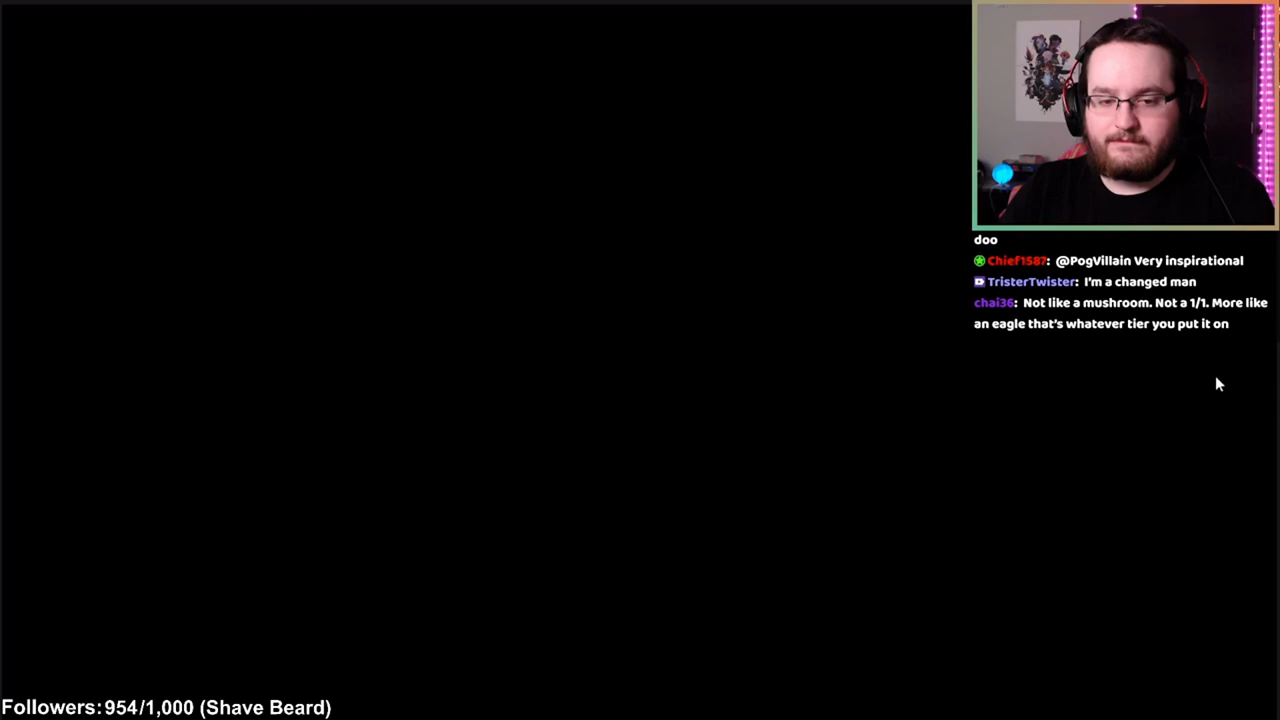 doo
Chief1587: @PogVillain Very inspirational
TristerTwister: I'm a changed man
chai36: Not like a mushroom. Not a 1/1. More like
an eagle that's whatever tier you put it on
Followers: 954/1,000 (Shave Beard)